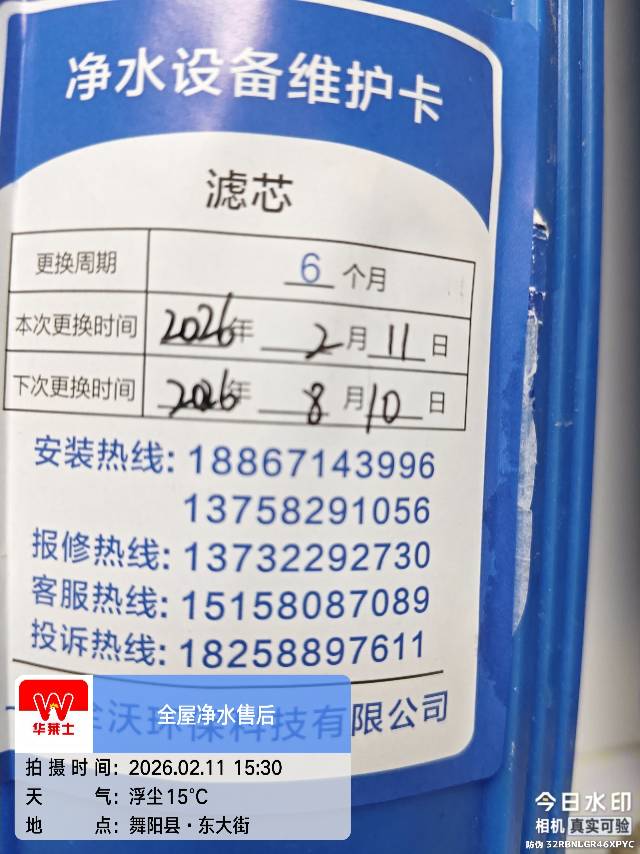 净水设备维护卡
滤芯
更换周期 6 个月
本次更换时间 2026年 2月11日
下次更换时间 2026年 8月10日
安装热线: 18867143996
13758291056
报修热线: 13732292730
客服热线: 15158087089
投诉热线: 18258897611
沃环保科技有限公司
华莱士
全屋净水售后
拍摄时间: 2026.02.11 15:30
天气: 浮尘15℃
地点: 舞阳县·东大街
今日水印
相机 真实可验
防伪 32RBNLGR46XPYC